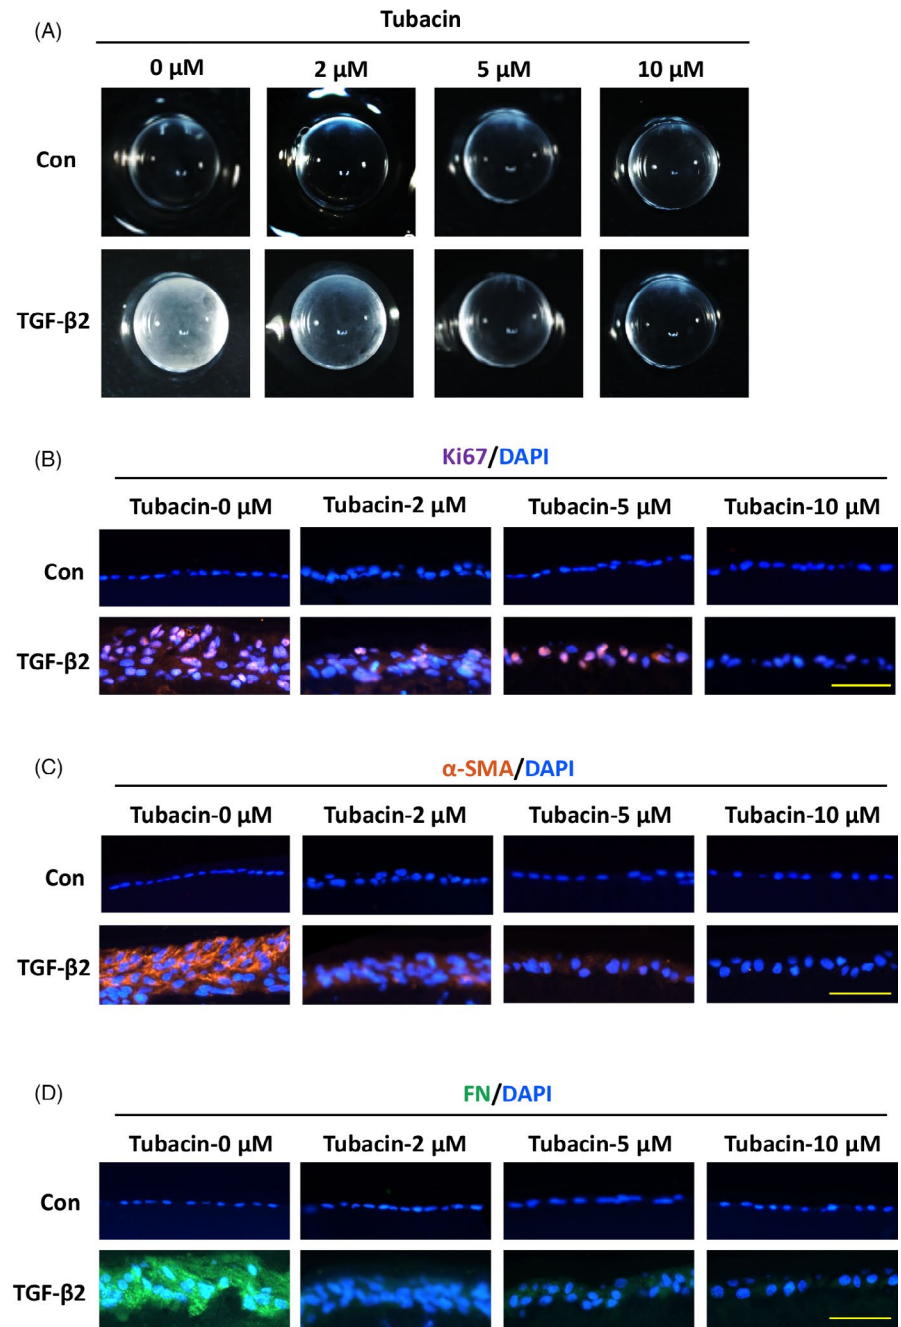 (A)
Tubacin
0 µM 2 µM 5 µM 10 µM
Con
TGF-β2
(B)
Ki67/DAPI
Tubacin-0 µM Tubacin-2 µM Tubacin-5 µM Tubacin-10 µM
Con
TGF-β2
(C)
α-SMA/DAPI
Tubacin-0 µM Tubacin-2 µM Tubacin-5 µM Tubacin-10 µM
Con
TGF-β2
(D)
FN/DAPI
Tubacin-0 µM Tubacin-2 µM Tubacin-5 µM Tubacin-10 µM
Con
TGF-β2